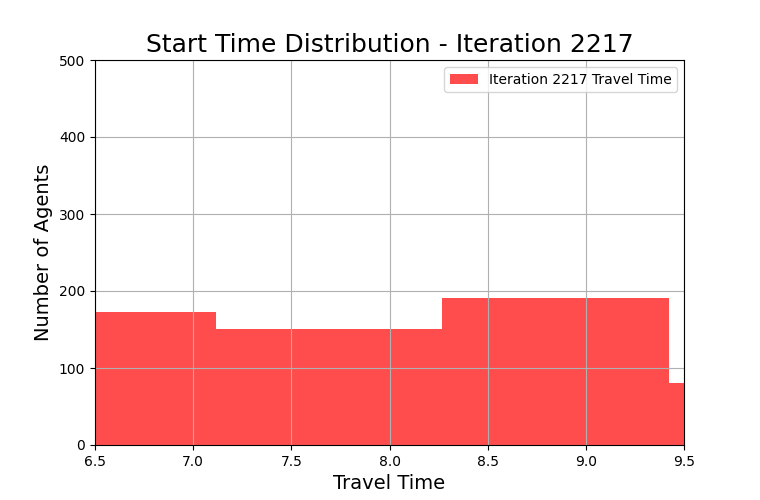 Start Time Distribution - Iteration 2217
Iteration 2217 Travel Time
Number of Agents
500
400
300
200
100
0
6.5 7.0 7.5 8.0 8.5 9.0 9.5
Travel Time